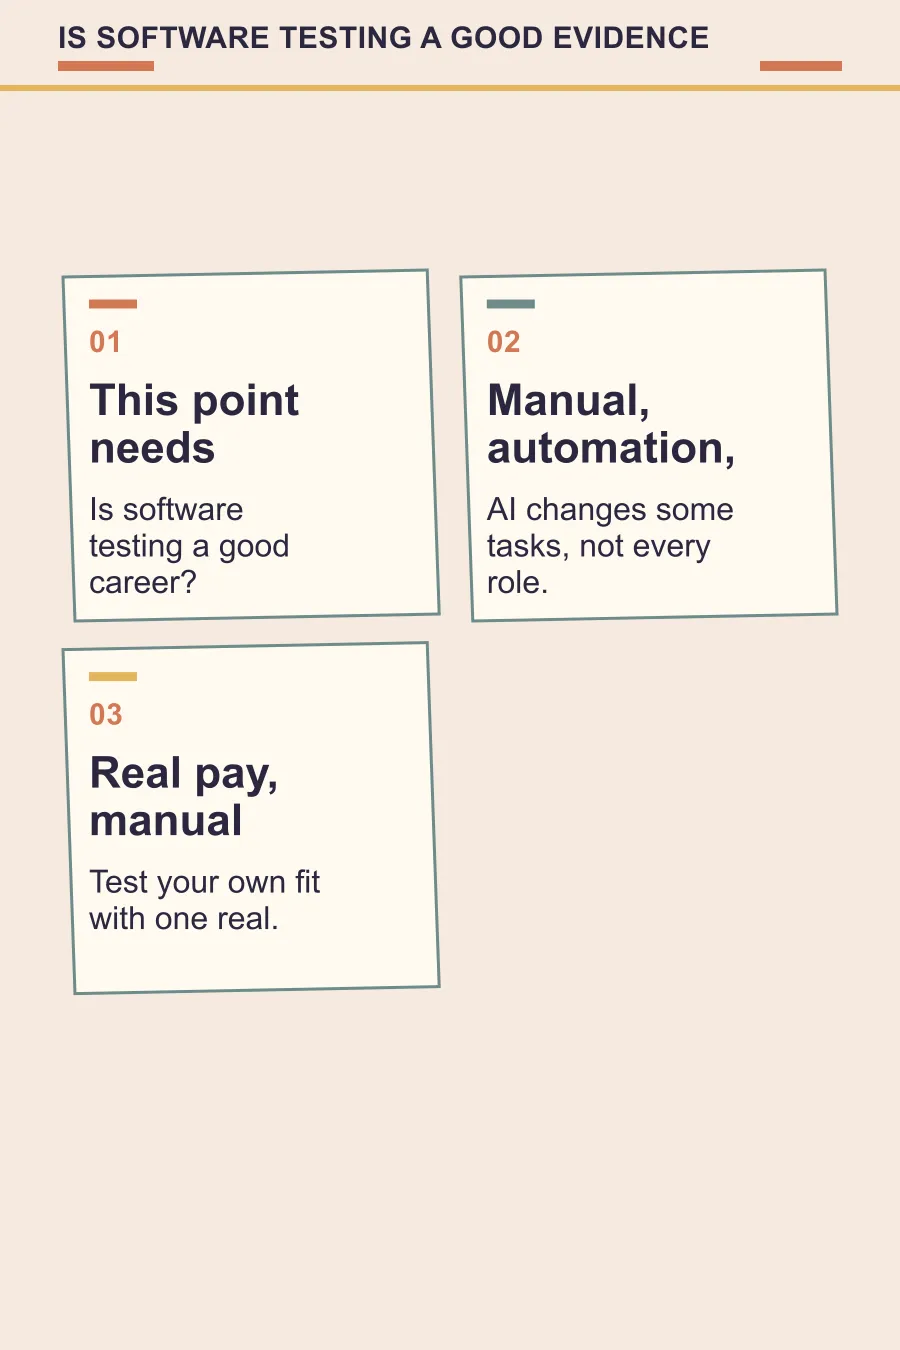 IS SOFTWARE TESTING A GOOD EVIDENCE
01
This point
needs
Is software
testing a good
career?
02
Manual,
automation,
AI changes some
tasks, not every
role.
03
Real pay,
manual
Test your own fit
with one real.